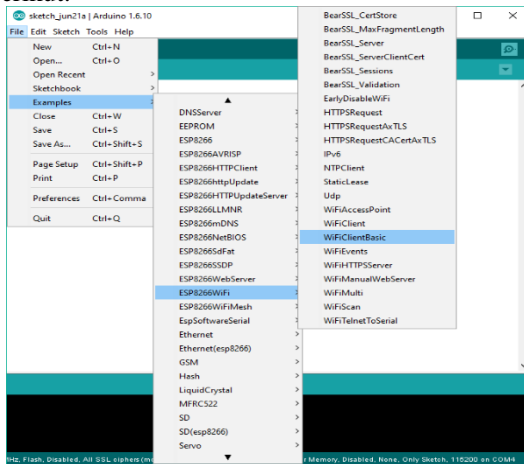 sketch_jun21a | Arduino 1.6.10
File Edit Sketch Tools Help
New Ctrl+N
Open... Ctrl+O
Open Recent
Sketchbook
Examples
Close Ctrl+W
Save Ctrl+S
Save As... Ctrl+Shift+S
Page Setup Ctrl+Shift+P
Print Ctrl+P
Preferences Ctrl+Comma
Quit Ctrl+Q
DNSServer
EEPROM
ESP8266
ESP8266AVRISP
ESP8266HTTPClient
ESP8266httpUpdate
ESP8266HTTPUpdateServer
ESP8266LLMNR
ESP8266mDNS
ESP8266NetBIOS
ESP8266SdFat
ESP8266SSDP
ESP8266WebServer
ESP8266WiFi
ESP8266WiFiMesh
EspSoftwareSerial
Ethernet
Ethernet(esp8266)
GSM
Hash
LiquidCrystal
MFRC522
SD
SD(esp8266)
Servo
BearSSL_CertStore
BearSSL_MaxFragmentLength
BearSSL_Server
BearSSL_ServerClientCert
BearSSL_Sessions
BearSSL_Validation
EarlyDisableWiFi
HTTPSRequest
HTTPSRequestAxTLS
HTTPSRequestCACertAxTLS
IPv6
NTPClient
StaticLease
Udp
WiFiAccessPoint
WiFiClient
WiFiClientBasic
WiFiEvents
WiFiHTTPSServer
WiFiManualWebServer
WiFiMulti
WiFiScan
WiFiTelnetToSerial
Flash, Disabled, All SSL ciphers
r Memory, Disabled, None, Only Sketch, 115200 on COM4